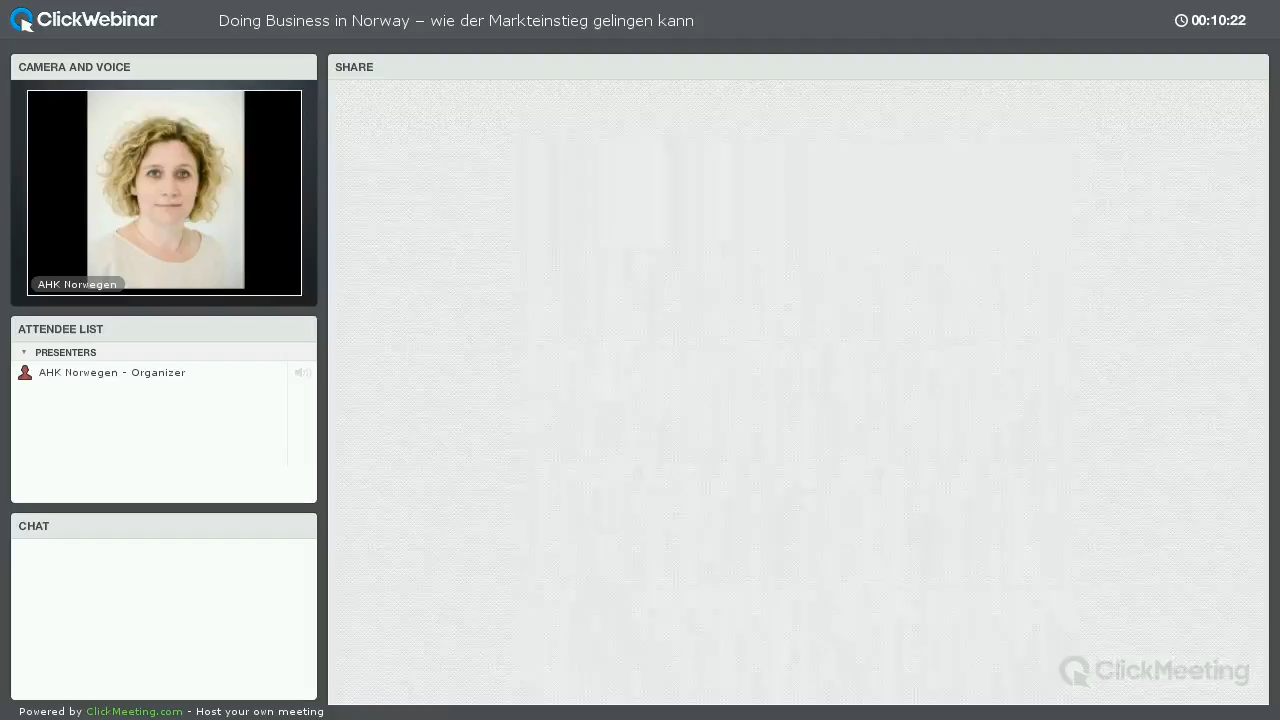 ClickWebinar
Doing Business in Norway – wie der Markteinstieg gelingen kann
00:10:22
CAMERA AND VOICE
SHARE
AHK Norwegen
ATTENDEE LIST
PRESENTERS
AHK Norwegen - Organizer
CHAT
ClickMeeting
Powered by ClickMeeting.com - Host your own meeting